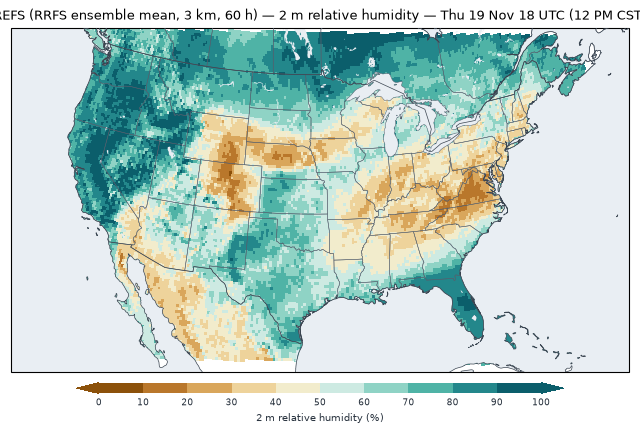 REFS (RRFS ensemble mean, 3 km, 60 h) — 2 m relative humidity — Thu 19 Nov 18 UTC (12 PM CST
0 10 20 30 40 50 60 70 80 90 100
2 m relative humidity (%)